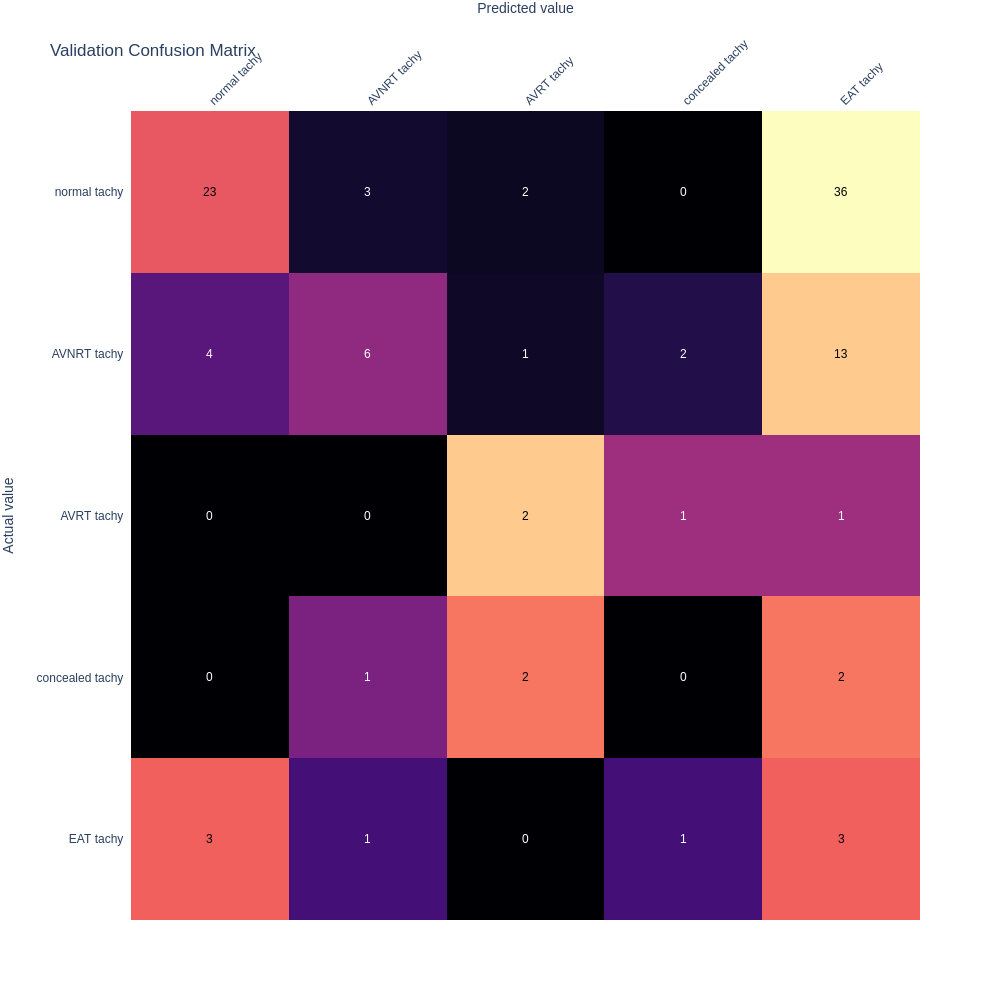 Predicted value
Validation Confusion Matrix
normal tachy AVNRT tachy AVRT tachy concealed tachy EAT tachy
normal tachy 23 3 2 0 36
AVNRT tachy 4 6 1 2 13
AVRT tachy 0 0 2 1 1
concealed tachy 0 1 2 0 2
EAT tachy 3 1 0 1 3
Actual value